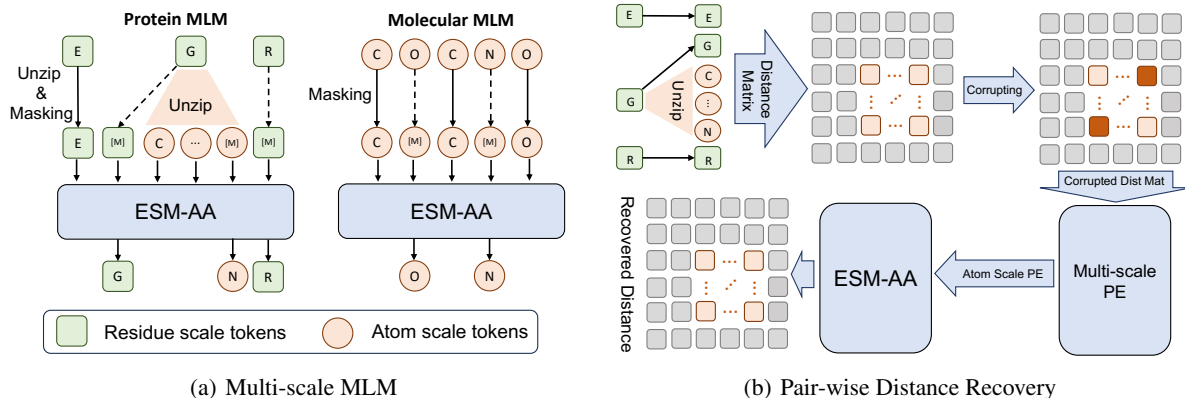 Protein MLM
Molecular MLM
E
G
R
C
O
C
N
O
Unzip
&
Masking
Unzip
Masking
E
[M]
C
...
[M]
[M]
C
[M]
C
[M]
O
ESM-AA
ESM-AA
G
N
R
O
N
Residue scale tokens
Atom scale tokens
(a) Multi-scale MLM
E
E
G
G
Unzip
C
...
N
R
R
Distance
Matrix
Corrupting
Corrupted Dist Mat
Multi-scale
PE
Atom Scale PE
ESM-AA
Recovered Distance
(b) Pair-wise Distance Recovery